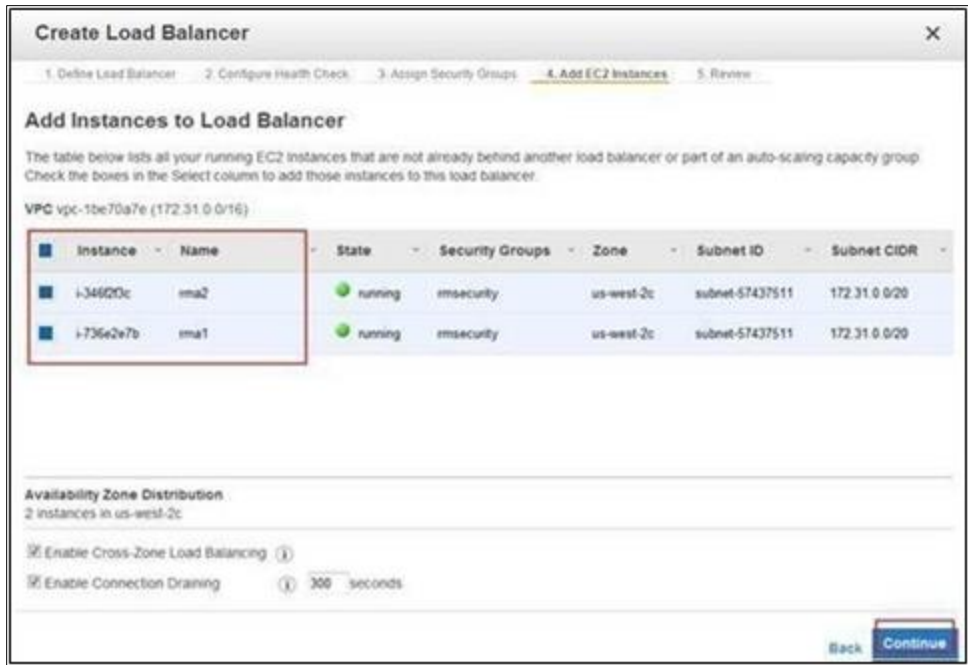 Create Load Balancer
1. Define Load Balancer 2. Configure Health Check 3. Assign Security Groups 4. Add EC2 Instances 5. Review
Add Instances to Load Balancer
The table below lists all your running EC2 Instances that are not already behind another load balancer or part of an auto-scaling capacity group.
Check the boxes in the Select column to add those instances to this load balancer.
VPC vpc-1be70a7e (172.31.0.0/16)
Instance Name State Security Groups Zone Subnet ID Subnet CIDR
rma2 running rmsecurity us-west-2c subnet-57437511 172.31.0.0/20
i-736e2e7b rma1 running rmsecurity us-west-2c subnet-57437511 172.31.0.0/20
Availability Zone Distribution
2 instances in us-west-2c
Enable Cross-Zone Load Balancing
Enable Connection Draining 300 seconds
Back Continue